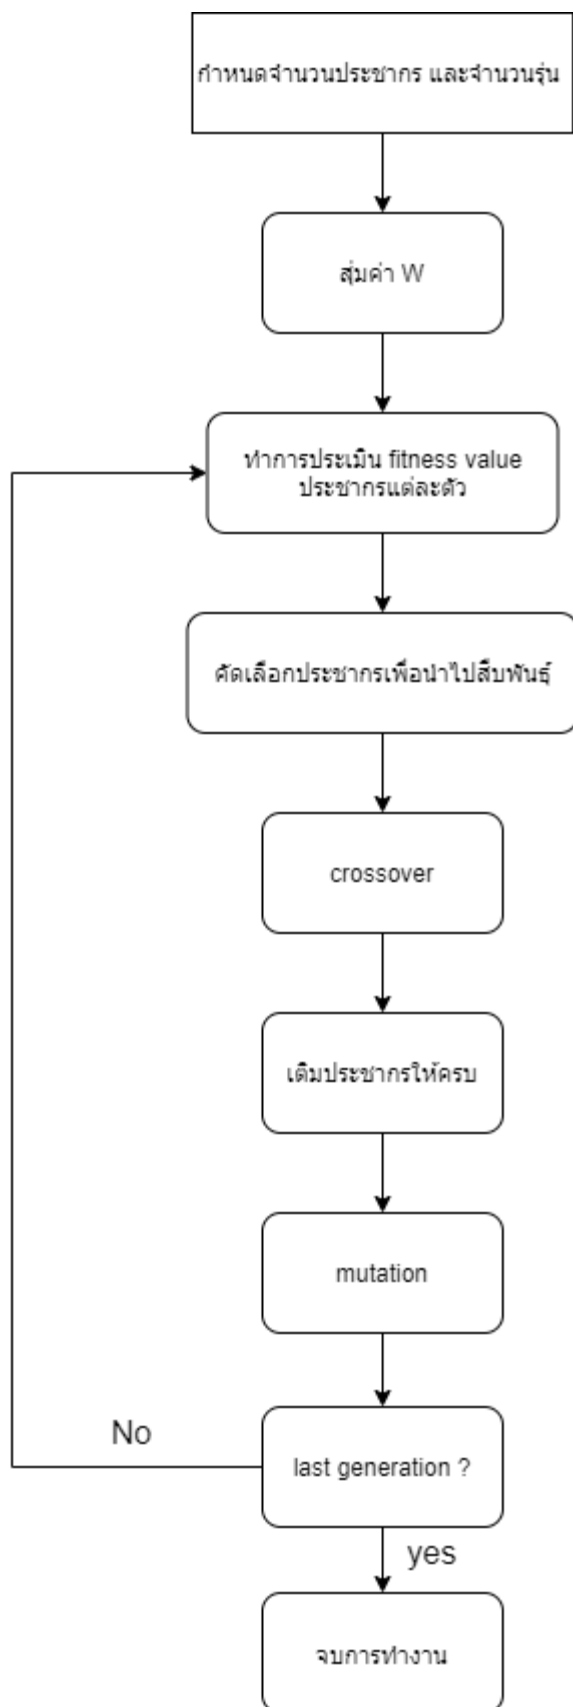 กำหนดจำนวนประชากร และจำนวนรุ่น
สุ่มค่า W
ทำการประเมิน fitness value
ประชากรแต่ละตัว
คัดเลือกประชากรเพื่อนำไปสืบพันธุ์
crossover
เติมประชากรให้ครบ
mutation
No
last generation ?
yes
จบการทำงาน